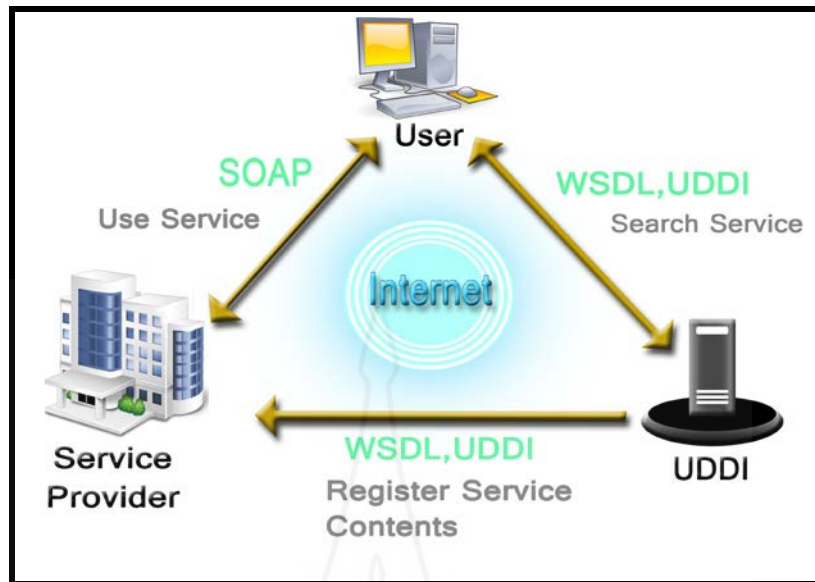 User
SOAP
Use Service
WSDL,UDDI
Search Service
Internet
Service
Provider
WSDL,UDDI
Register Service
Contents
UDDI